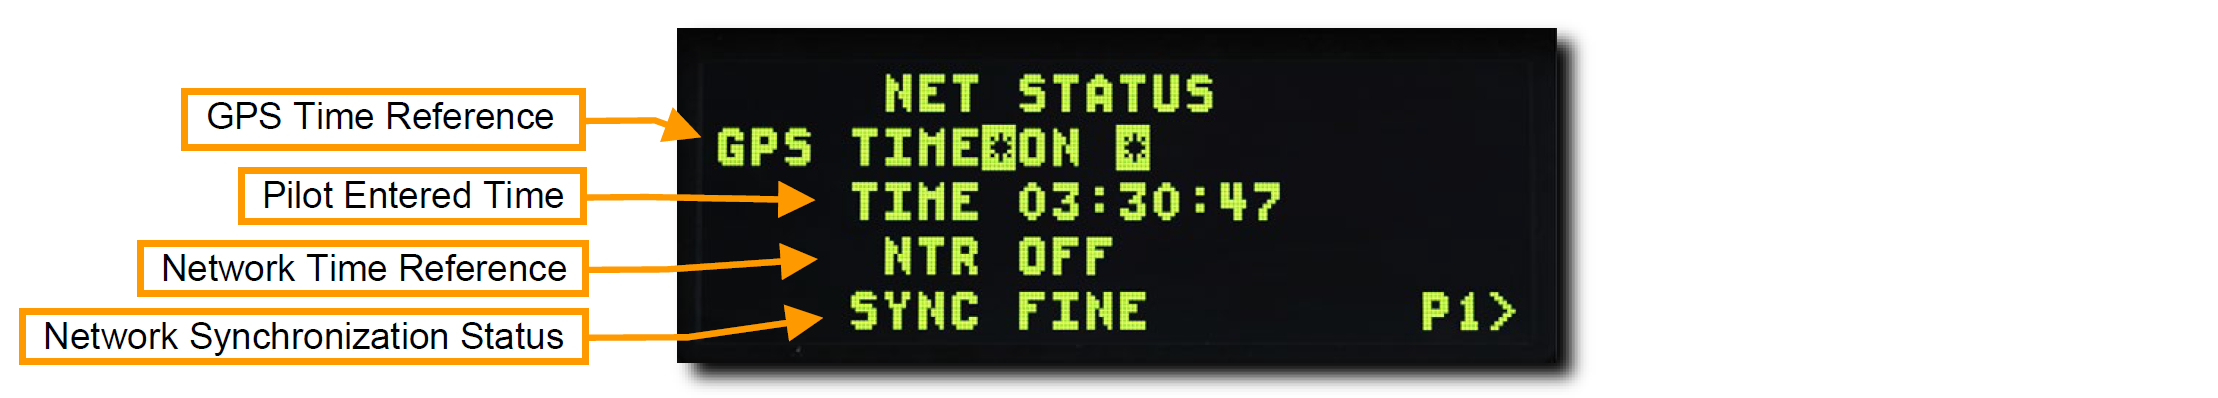 NET STATUS
GPS Time Reference
GPS TIME*ON *
Pilot Entered Time
TIME 03:30:47
Network Time Reference
NTR OFF
Network Synchronization Status
SYNC FINE P1>